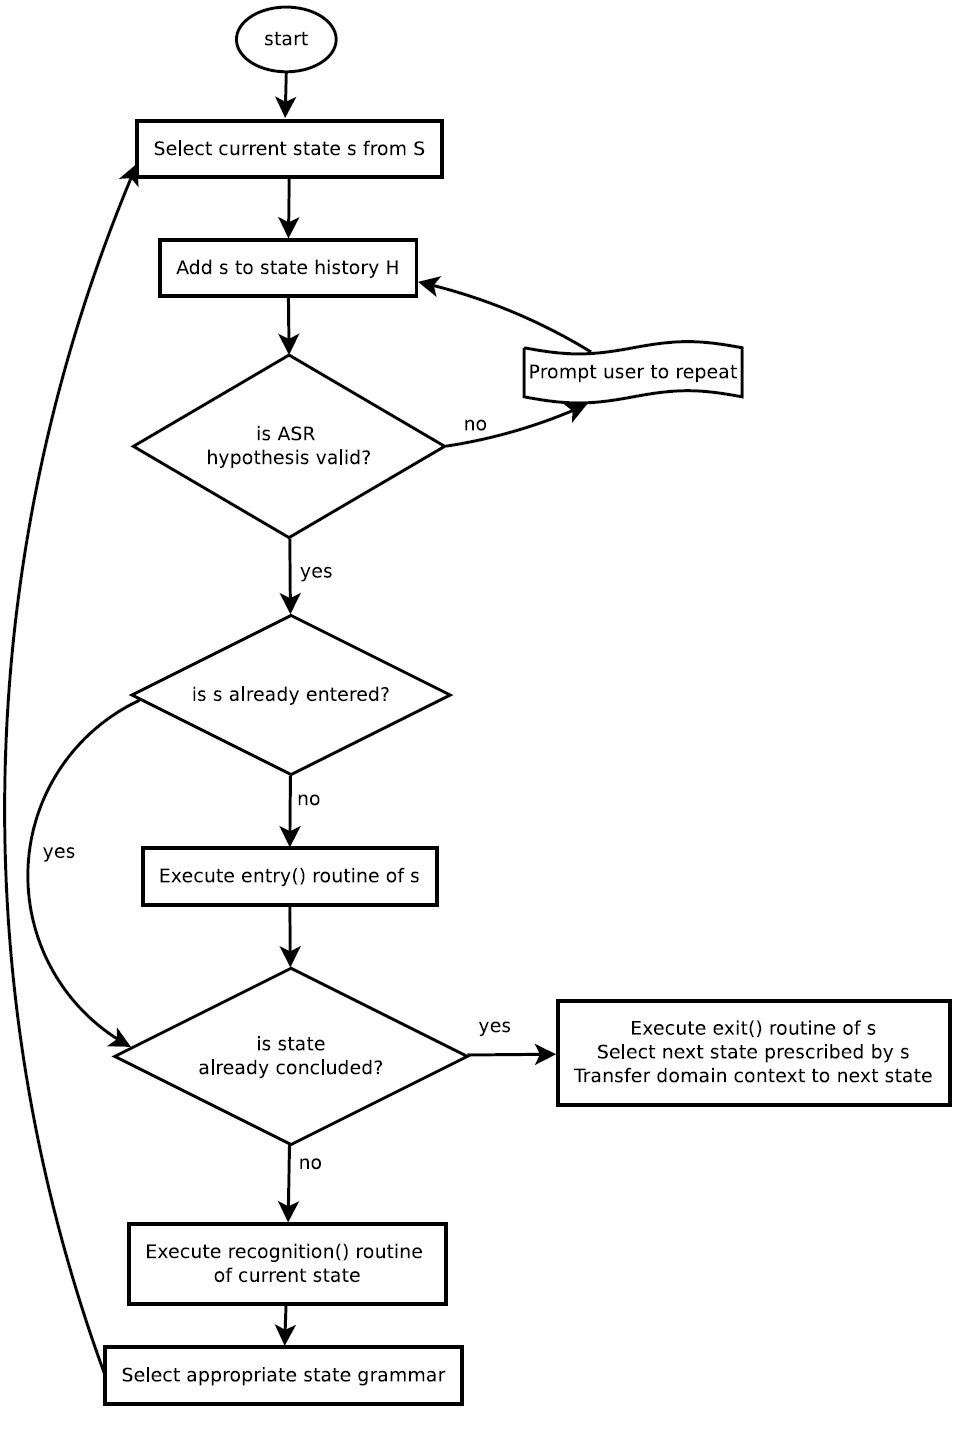 start
Select current state s from S
Add s to state history H
Prompt user to repeat
is ASR
hypothesis valid?
no
yes
is s already entered?
no
yes
Execute entry() routine of s
is state
already concluded?
yes
Execute exit() routine of s
Select next state prescribed by s
Transfer domain context to next state
no
Execute recognition() routine
of current state
Select appropriate state grammar